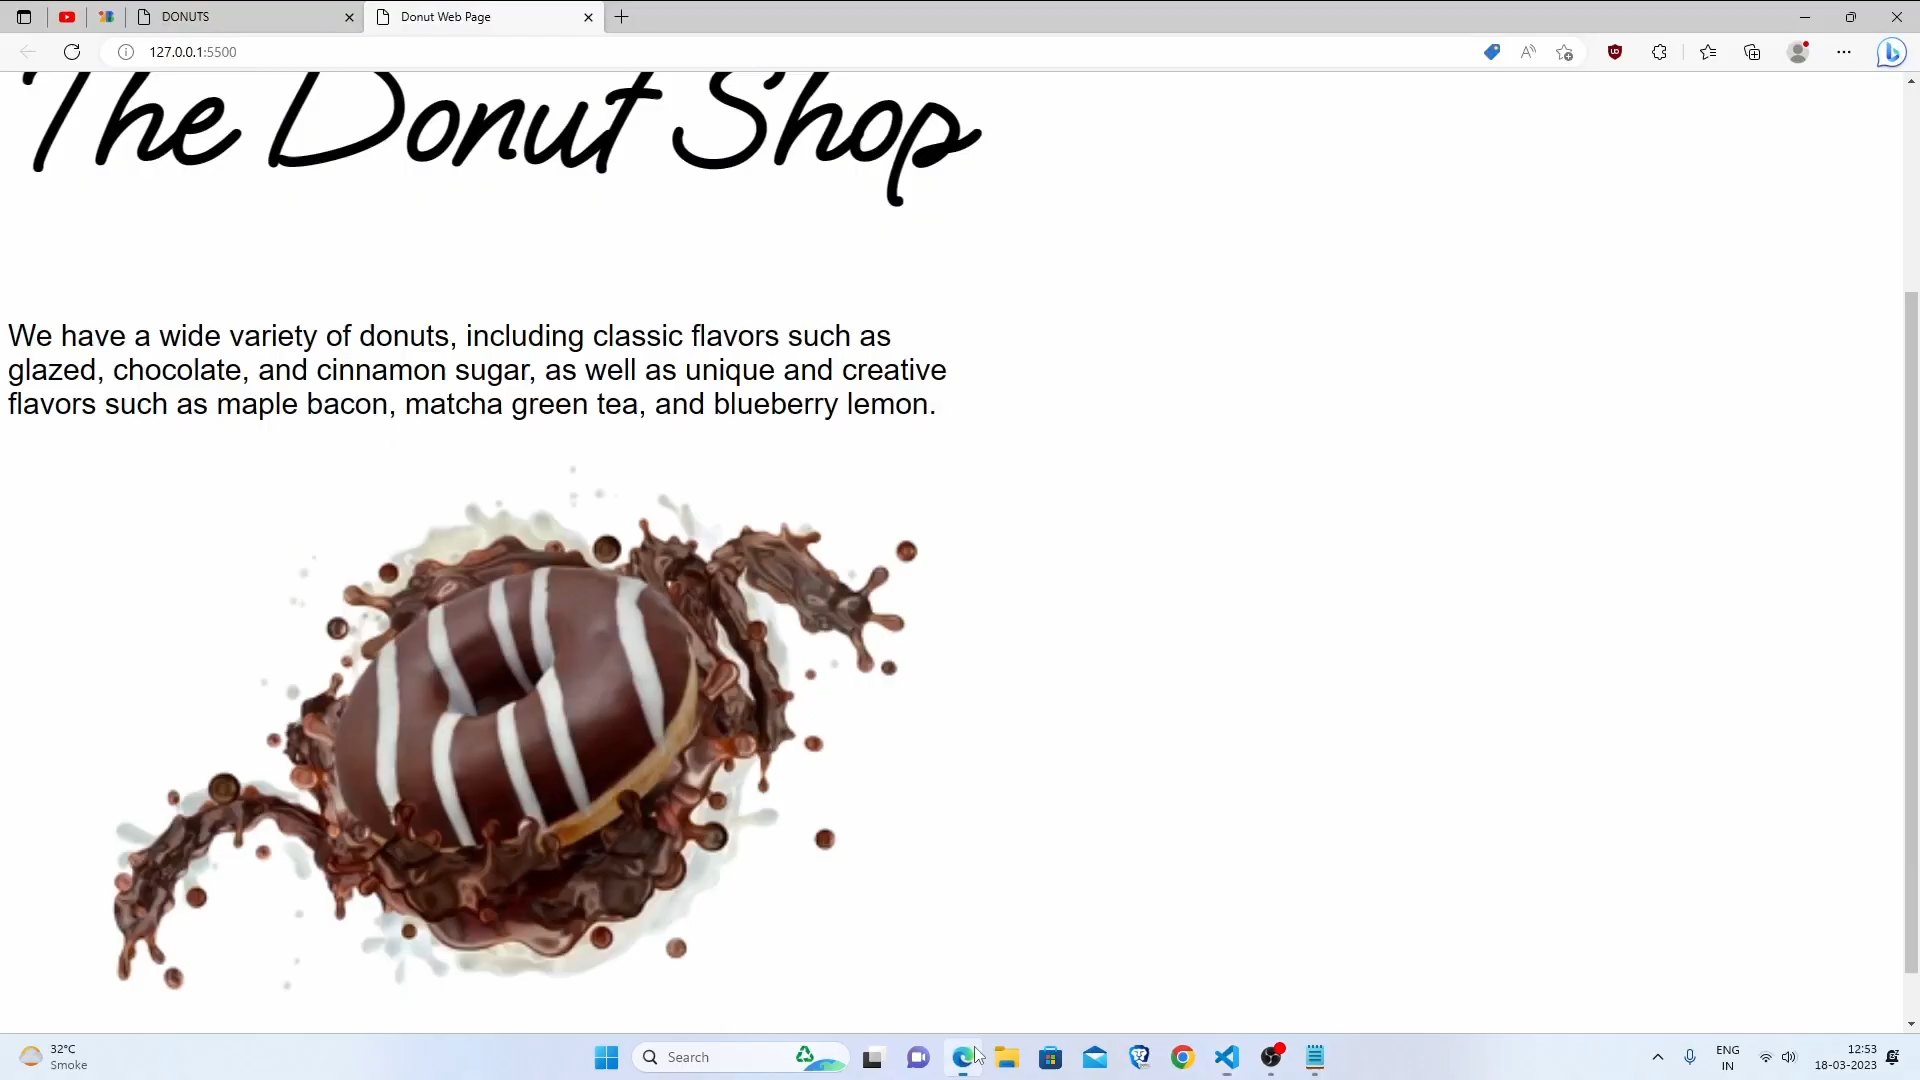 DONUTS
Donut Web Page
127.0.0.1:5500
The Donut Shop
We have a wide variety of donuts, including classic flavors such as
glazed, chocolate, and cinnamon sugar, as well as unique and creative
flavors such as maple bacon, matcha green tea, and blueberry lemon.
32°C
Smoke
Search
ENG
IN
12:53
18-03-2023